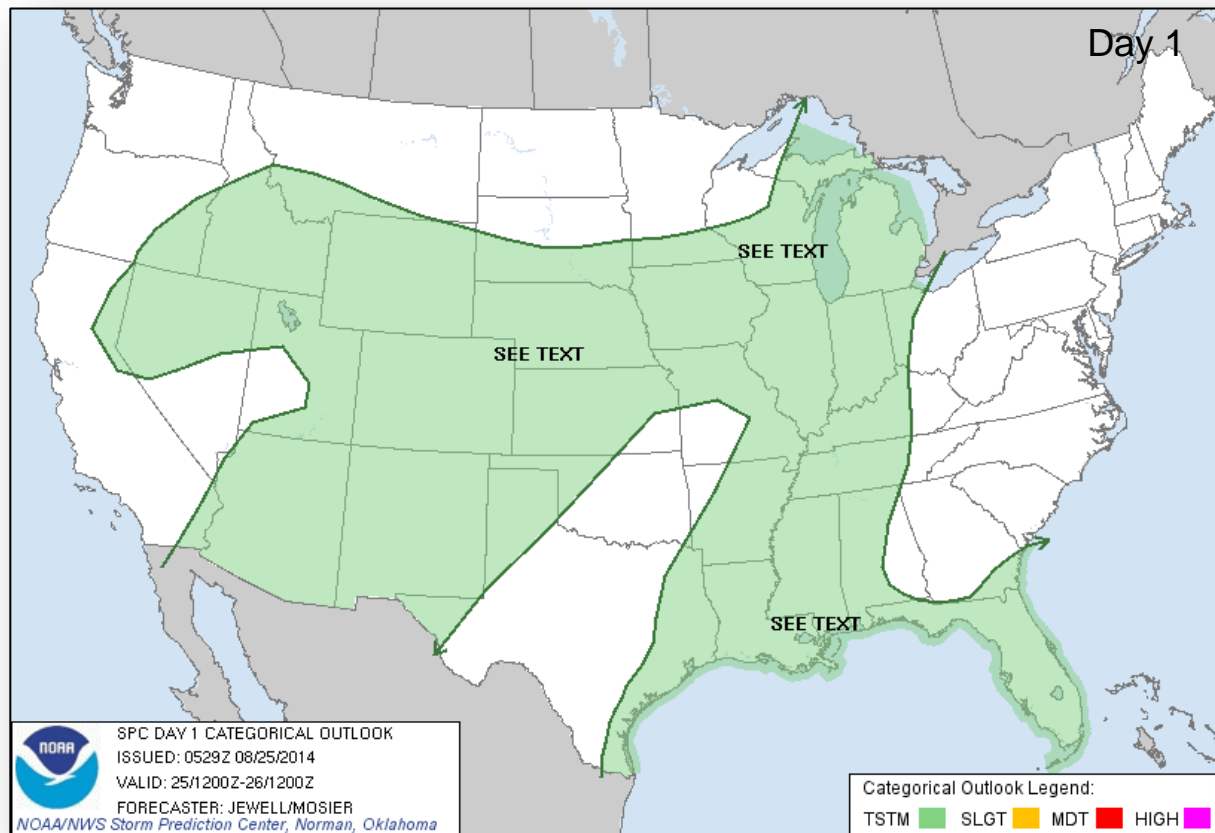 Day 1
SEE TEXT
SEE TEXT
SEE TEXT
NOAA
SPC DAY 1 CATEGORICAL OUTLOOK
ISSUED: 0529Z 08/25/2014
VALID: 25/1200Z-26/1200Z
FORECASTER: JEWELL/MOSIER
NOAA/NWS Storm Prediction Center, Norman, Oklahoma
Categorical Outlook Legend:
TSTM SLGT MDT HIGH